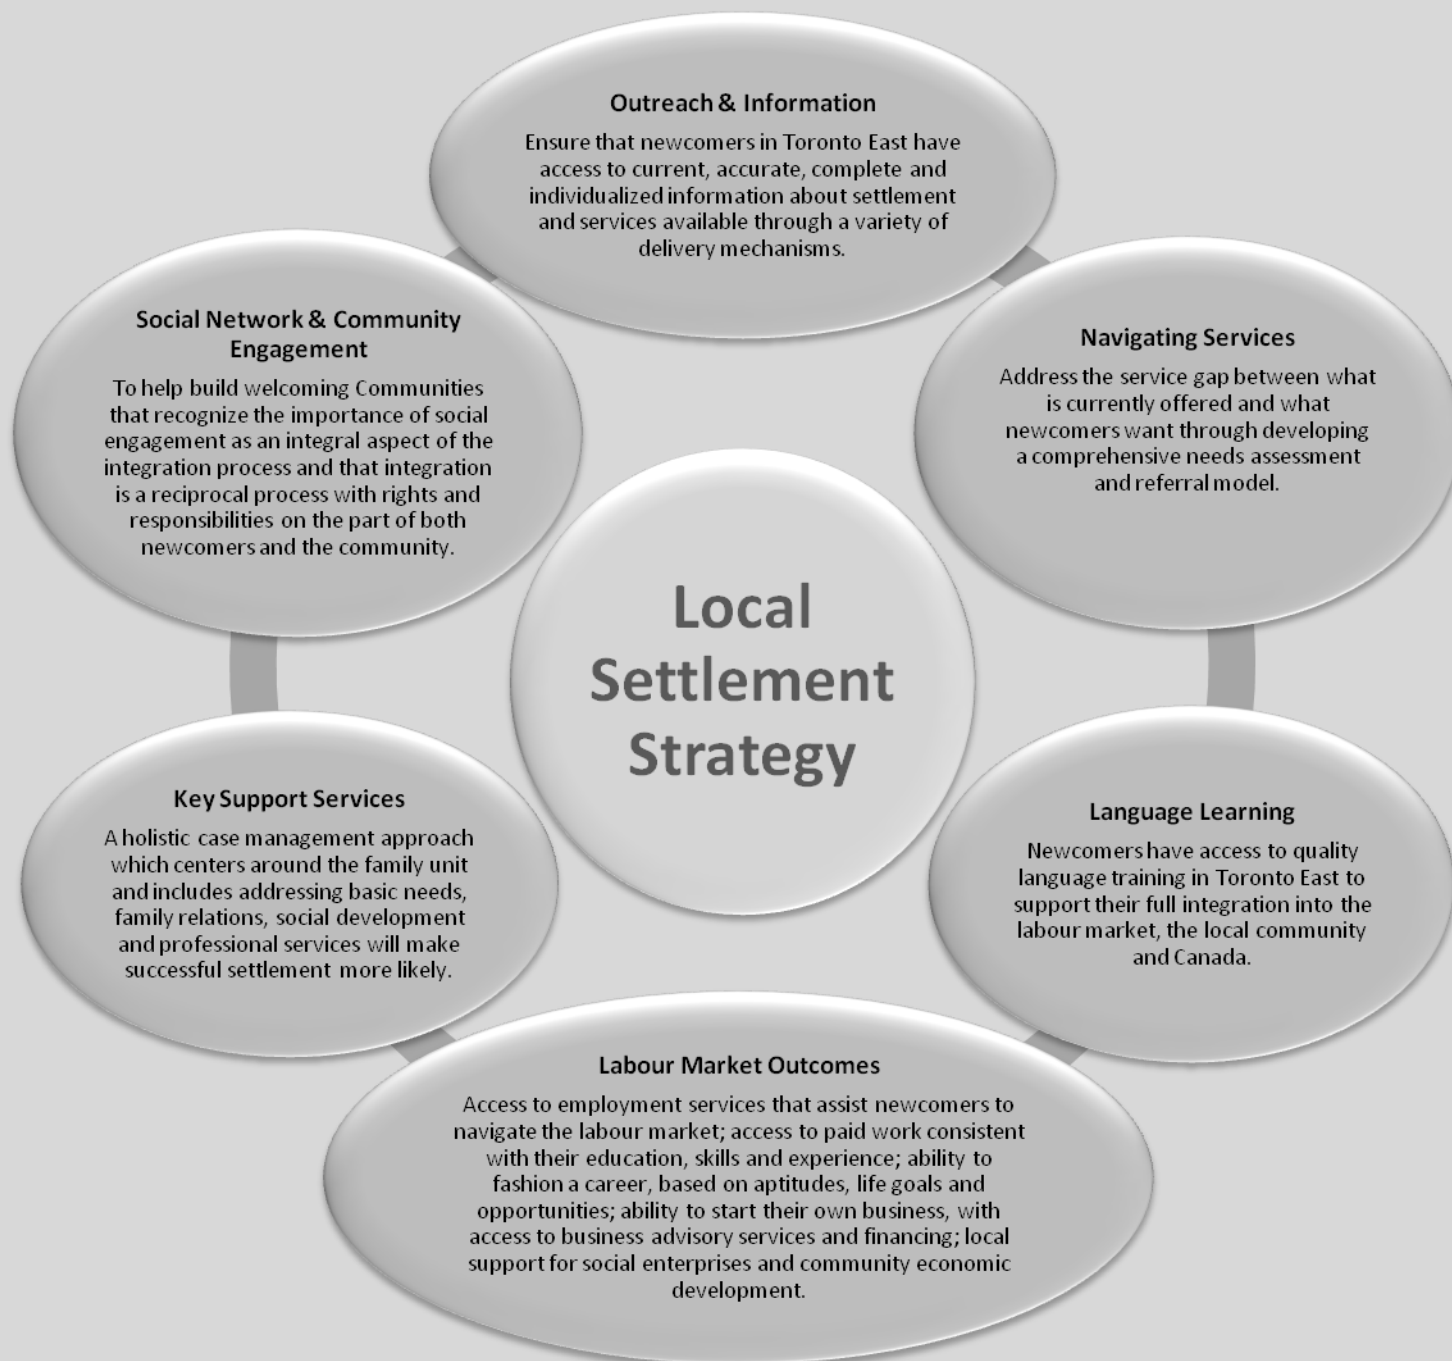 Outreach & Information
Ensure that newcomers in Toronto East have
access to current, accurate, complete and
individualized information about settlement
and services available through a variety of
delivery mechanisms.
Social Network & Community
Engagement
To help build welcoming Communities
that recognize the importance of social
engagement as an integral aspect of the
integration process and that integration
is a reciprocal process with rights and
responsibilities on the part of both
newcomers and the community.
Navigating Services
Address the service gap between what
is currently offered and what
newcomers want through developing
a comprehensive needs assessment
and referral model.
Local
Settlement
Strategy
Key Support Services
A holistic case management approach
which centers around the family unit
and includes addressing basic needs,
family relations, social development
and professional services will make
successful settlement more likely.
Language Learning
Newcomers have access to quality
language training in Toronto East to
support their full integration into the
labour market, the local community
and Canada.
Labour Market Outcomes
Access to employment services that assist newcomers to
navigate the labour market; access to paid work consistent
with their education, skills and experience; ability to
fashion a career, based on aptitudes, life goals and
opportunities; ability to start their own business, with
access to business advisory services and financing; local
support for social enterprises and community economic
development.